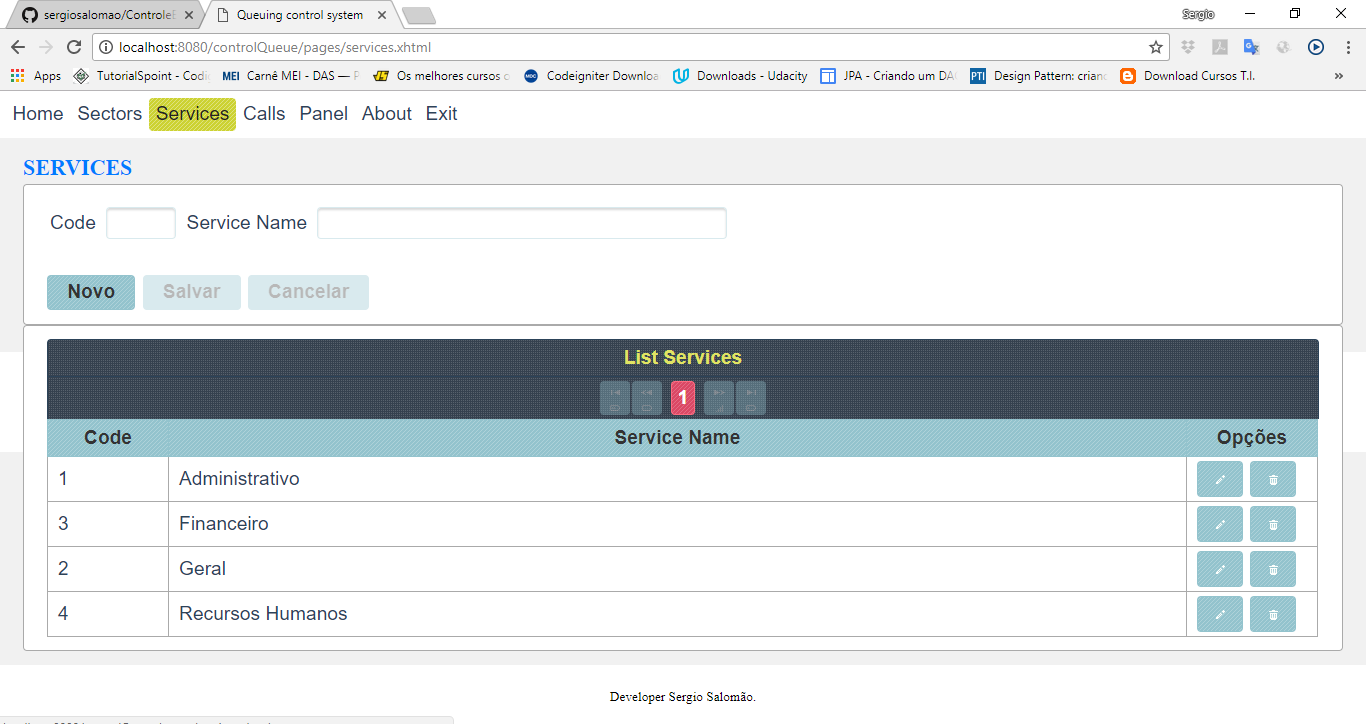 sergiosalomao/Controle
Queuing control system
Sergio
localhost:8080/controlQueue/pages/services.xhtml
Apps
TutorialSpoint - Codi
MEI Carnê MEI - DAS — P
Os melhores cursos
Codeigniter Downloa
Downloads - Udacity
JPA - Criando um DA
PTI Design Pattern: crian
Download Cursos T.I.
»
Home Sectors Services Calls Panel About Exit
SERVICES
Code Service Name
Novo Salvar Cancelar
List Services
1
Code Service Name Opções
1 Administrativo
3 Financeiro
2 Geral
4 Recursos Humanos
Developer Sergio Salomão.